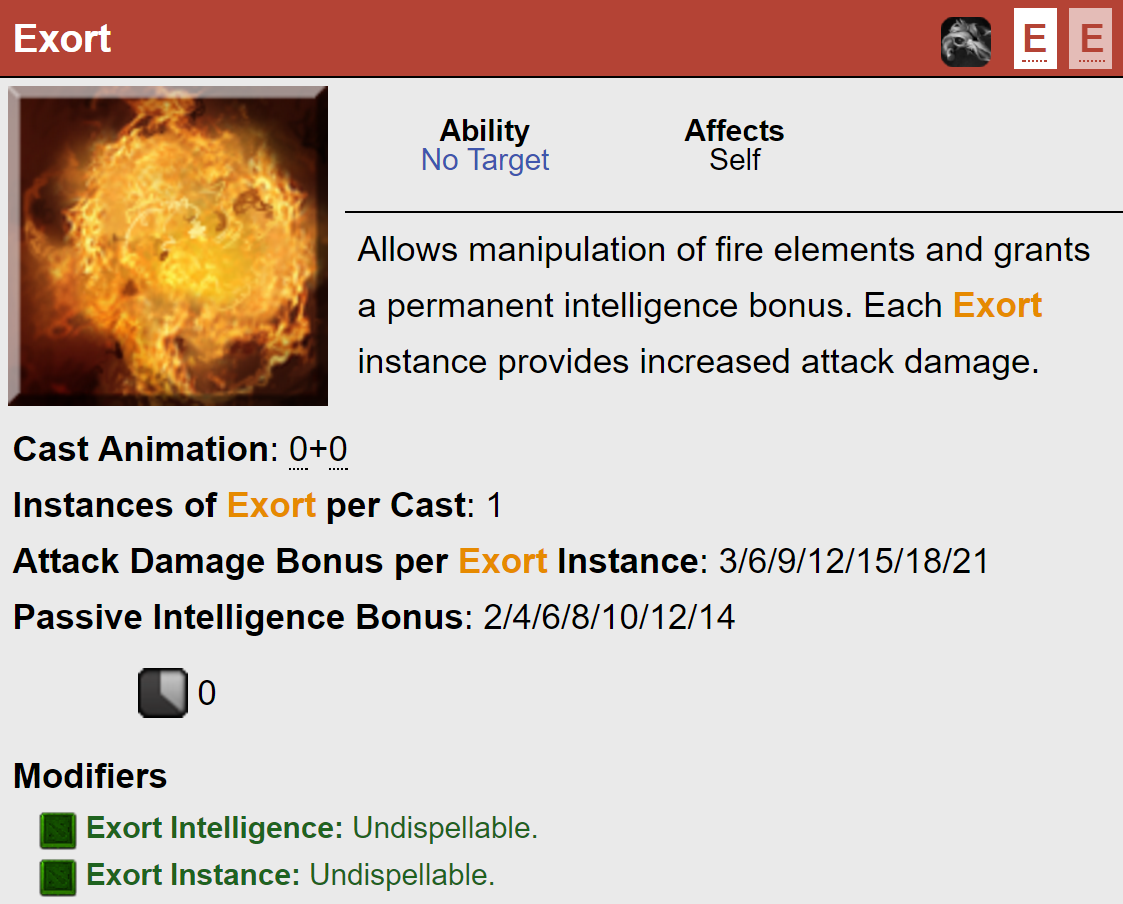 Exort E E
Ability Affects
No Target Self
Allows manipulation of fire elements and grants
a permanent intelligence bonus. Each Exort
instance provides increased attack damage.
Cast Animation: 0+0
Instances of Exort per Cast: 1
Attack Damage Bonus per Exort Instance: 3/6/9/12/15/18/21
Passive Intelligence Bonus: 2/4/6/8/10/12/14
0
Modifiers
Exort Intelligence: Undispellable.
Exort Instance: Undispellable.